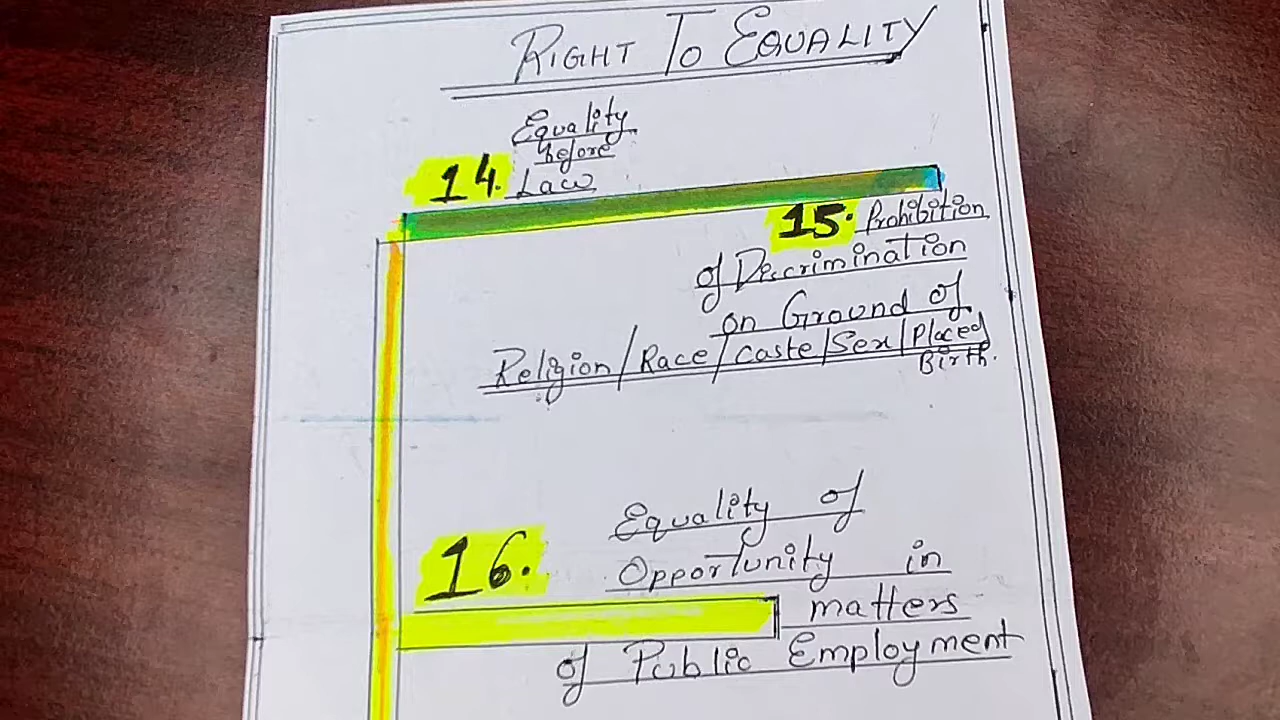 RIGHT TO EQUALITY
14. Equality
before
Law
15. Prohibition
of Discrimination
on Ground of
Religion/Race/Caste/Sex/Place of
Birth.
16. Equality of
Opportunity in
matters
of Public Employment